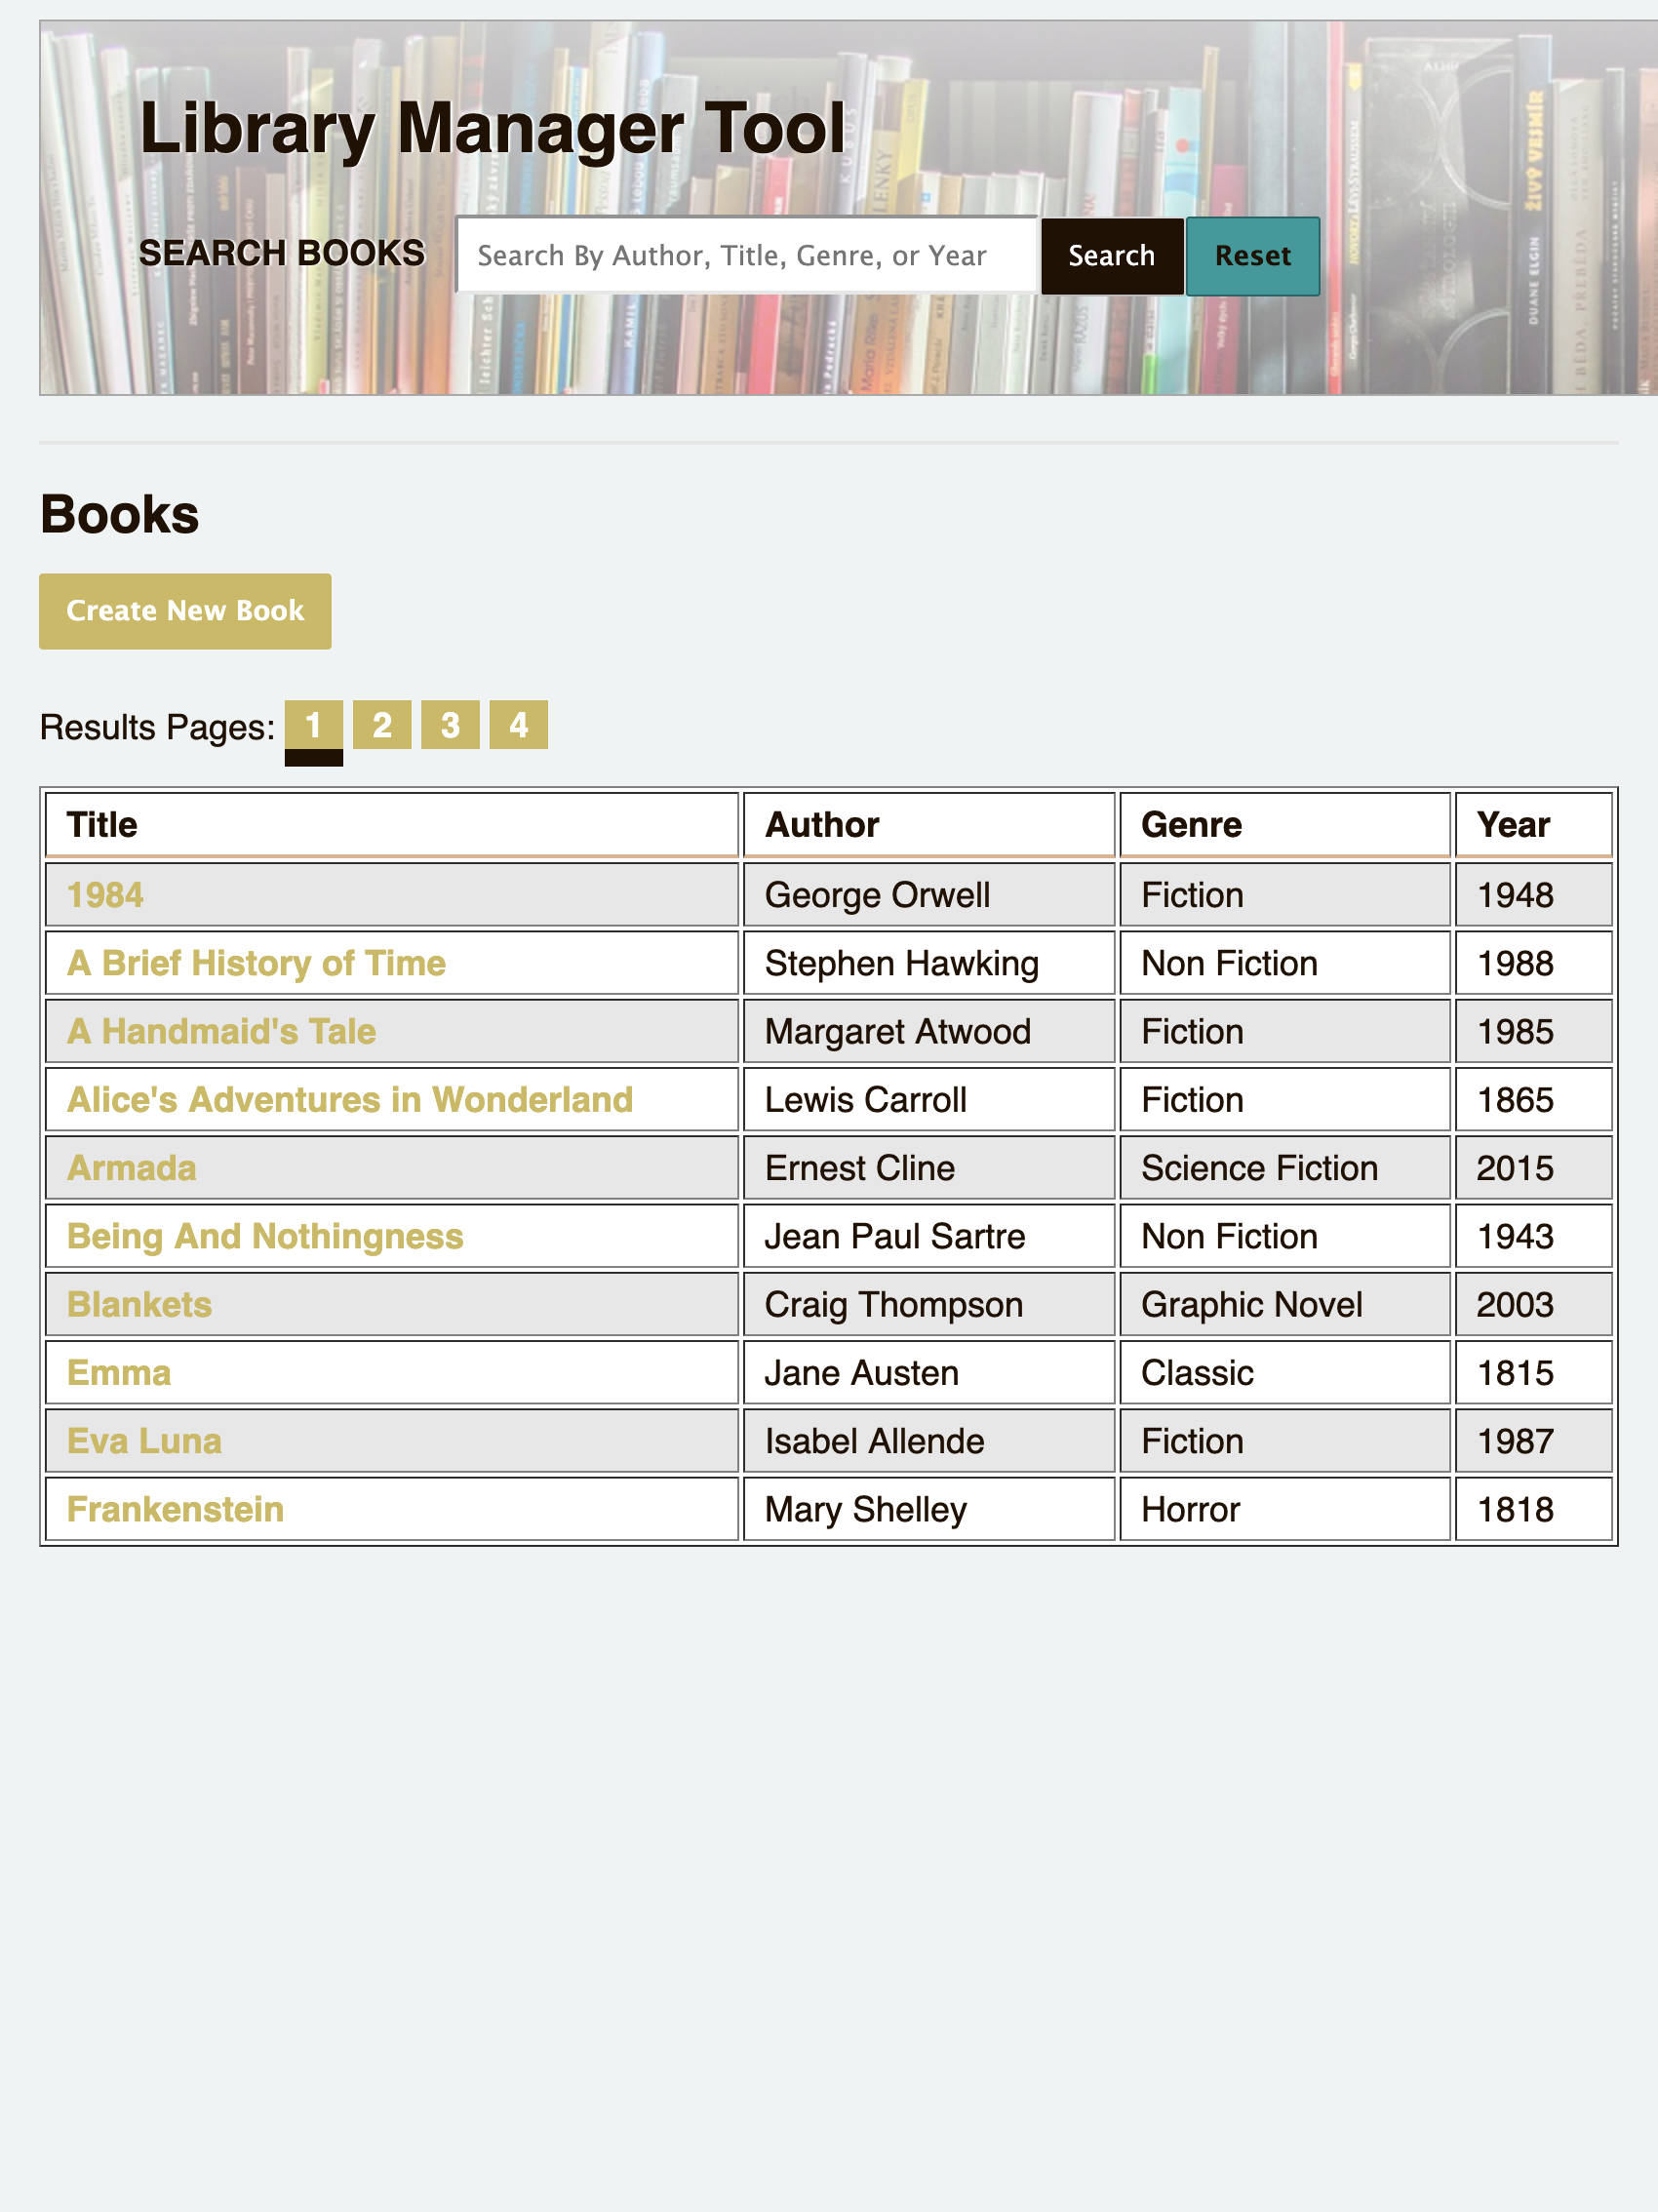 Library Manager Tool
SEARCH BOOKS Search By Author, Title, Genre, or Year Search Reset
ŽIVÝ VESMÍR
DUANE ELGIN
Books
Create New Book
Results Pages: 1 2 3 4
Title Author Genre Year
1984 George Orwell Fiction 1948
A Brief History of Time Stephen Hawking Non Fiction 1988
A Handmaid's Tale Margaret Atwood Fiction 1985
Alice's Adventures in Wonderland Lewis Carroll Fiction 1865
Armada Ernest Cline Science Fiction 2015
Being And Nothingness Jean Paul Sartre Non Fiction 1943
Blankets Craig Thompson Graphic Novel 2003
Emma Jane Austen Classic 1815
Eva Luna Isabel Allende Fiction 1987
Frankenstein Mary Shelley Horror 1818